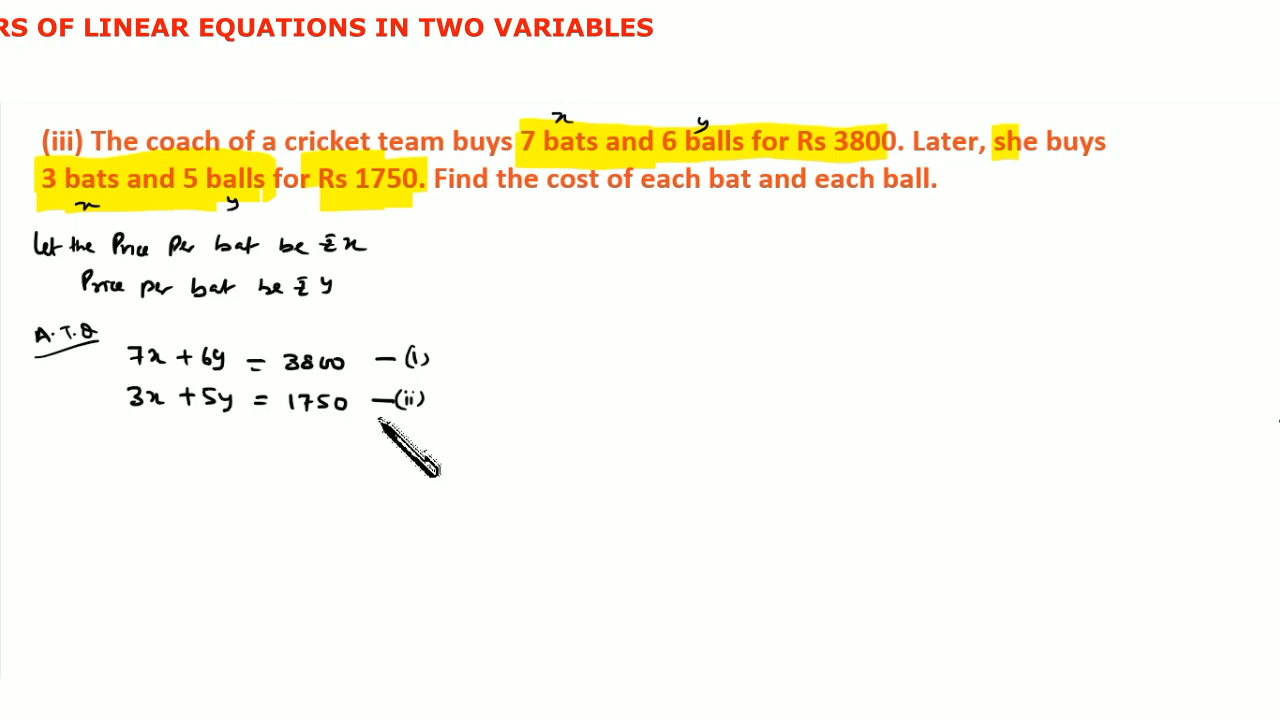 RS OF LINEAR EQUATIONS IN TWO VARIABLES
x y
(iii) The coach of a cricket team buys 7 bats and 6 balls for Rs 3800. Later, she buys
3 bats and 5 balls for Rs 1750. Find the cost of each bat and each ball.
x y
Let the Price Per bat be ₹ x
Price per bat be ₹ y
A.T.Q
7x + 6y = 3800 — (i)
3x + 5y = 1750 — (ii)